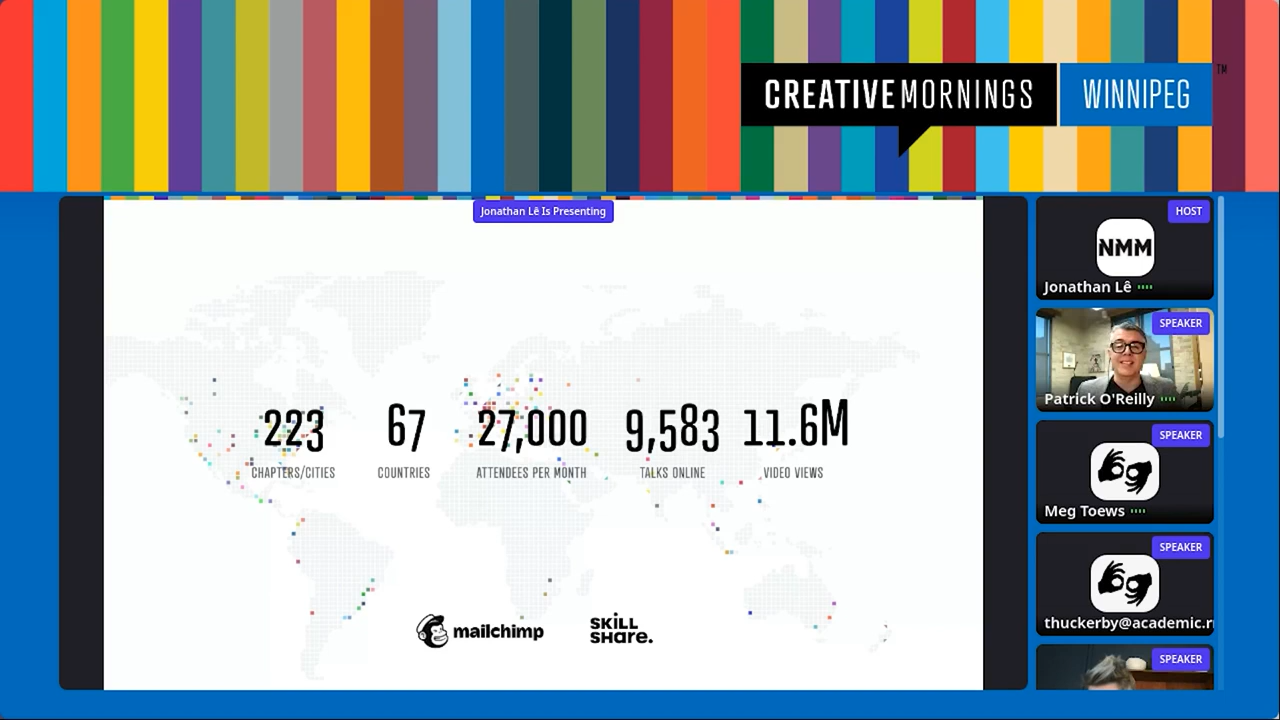 CREATIVEMORNINGS WINNIPEG TM
Jonathan Lê Is Presenting
223 67 27,000 9,583 11.6M
CHAPTERS/CITIES COUNTRIES ATTENDEES PER MONTH TALKS ONLINE VIDEO VIEWS
mailchimp
SKILL
SHARE.
HOST
NMM
Jonathan Lê
SPEAKER
Patrick O'Reilly
SPEAKER
Meg Toews
SPEAKER
SPEAKER